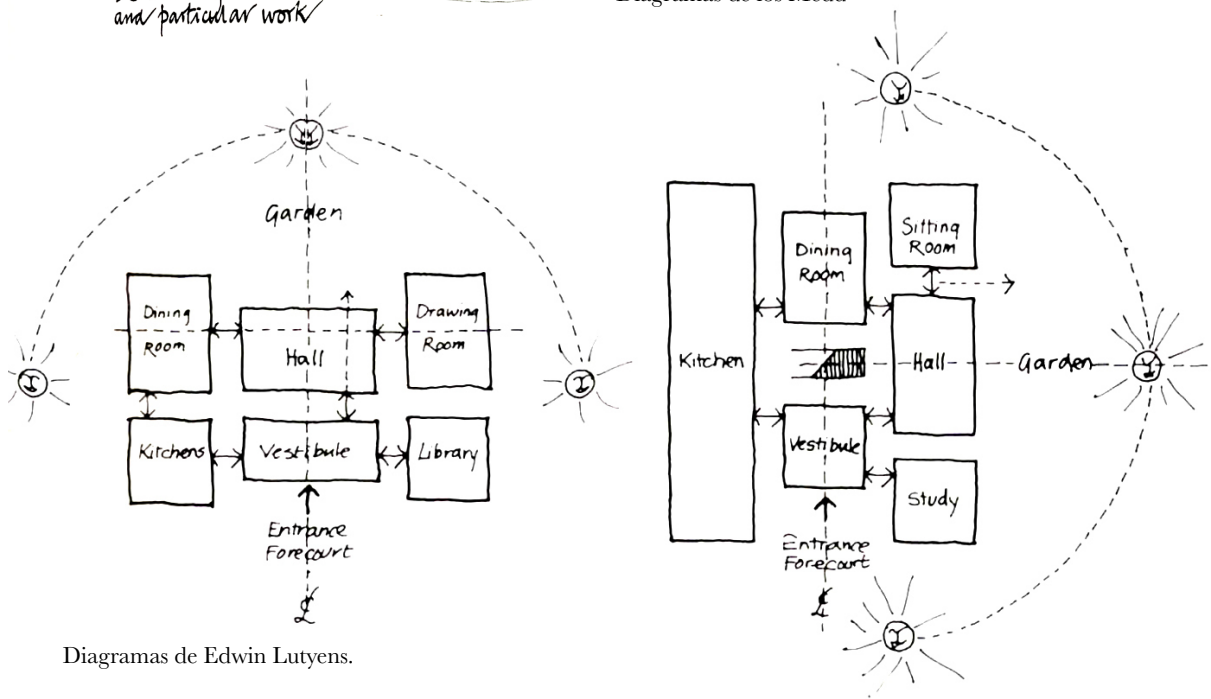 and particular work
Garden
Dining
Room
Hall
Drawing
Room
Kitchens
Vestibule
Library
Entrance
Forecourt
Diagramas de Edwin Lutyens.
Kitchen
Dining
Room
Sitting
Room
Hall
Garden
Vestibule
Study
Entrance
Forecourt